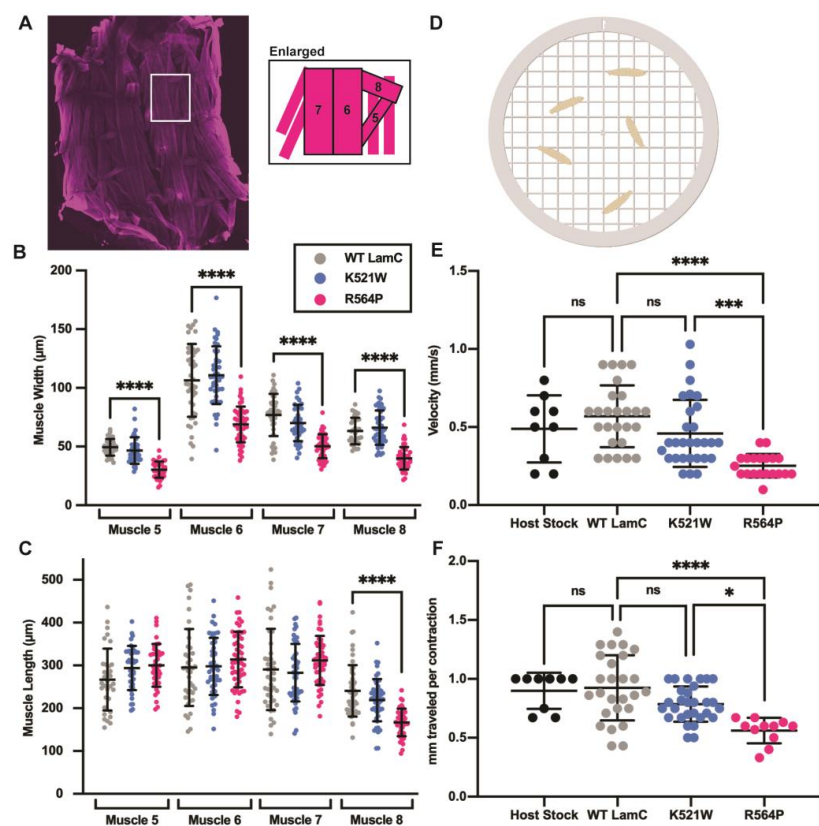 A
Enlarged
7
6
8
5
D
B
WT LamC
K521W
R564P
200
150
100
50
0
Muscle Width (µm)
****
****
****
****
Muscle 5
Muscle 6
Muscle 7
Muscle 8
E
1.5
1.0
0.5
0.0
Velocity (mm/s)
****
ns
ns
***
Host Stock
WT LamC
K521W
R564P
C
500
400
300
200
100
0
Muscle Length (µm)
****
Muscle 5
Muscle 6
Muscle 7
Muscle 8
F
2.0
1.5
1.0
0.5
0.0
mm traveled per contraction
****
ns
ns
*
Host Stock
WT LamC
K521W
R564P